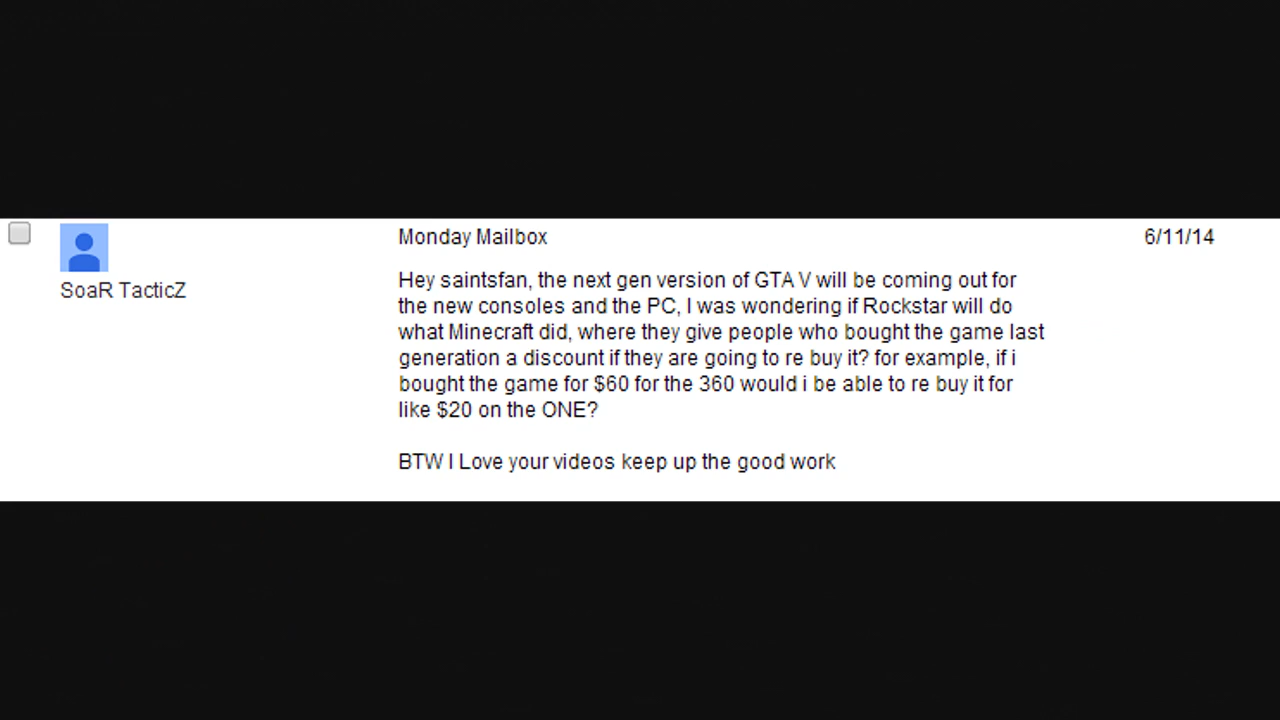 Monday Mailbox
6/11/14
SoaR TacticZ
Hey saintsfan, the next gen version of GTA V will be coming out for
the new consoles and the PC, I was wondering if Rockstar will do
what Minecraft did, where they give people who bought the game last
generation a discount if they are going to re buy it? for example, if i
bought the game for $60 for the 360 would i be able to re buy it for
like $20 on the ONE?
BTW I Love your videos keep up the good work